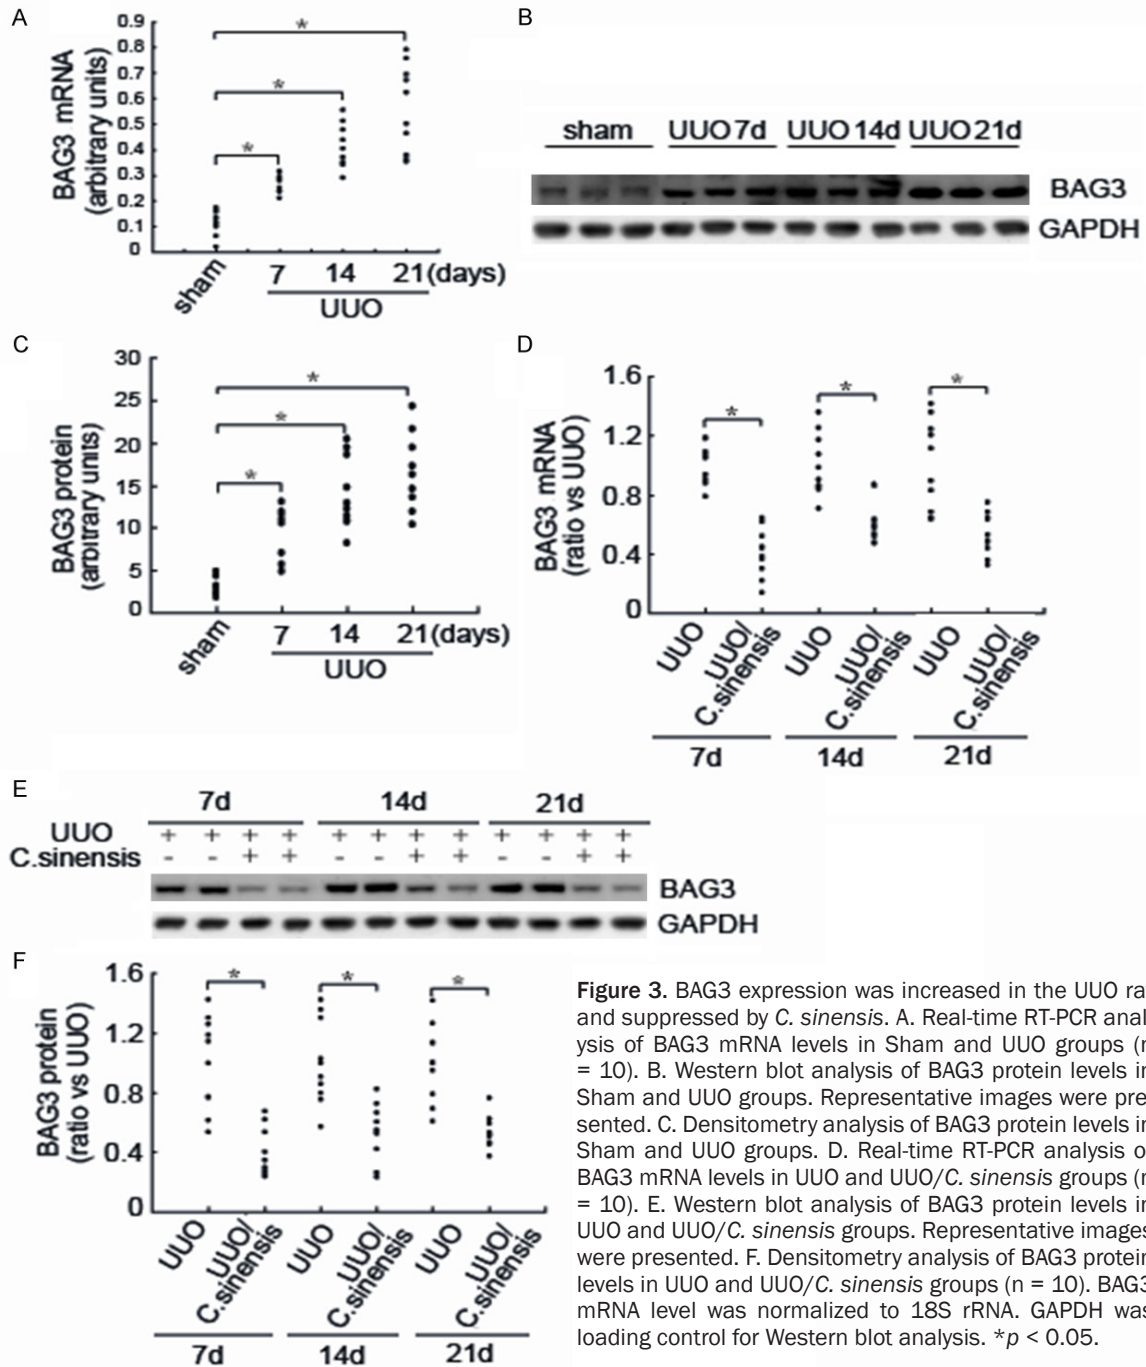 A
BAG3 mRNA
(arbitrary units)
0.9
0.8
0.7
0.6
0.5
0.4
0.3
0.2
0.1
0
*
*
*
sham
7 14 21(days)
UUO
B
sham UUO 7d UUO 14d UUO 21d
BAG3
GAPDH
C
BAG3 protein
(arbitrary units)
30
25
20
15
10
5
0
*
*
*
sham
7 14 21(days)
UUO
D
BAG3 mRNA
(ratio vs UUO)
1.6
1.2
0.8
0.4
0
* * *
UUO UUO/ C.sinensis UUO UUO/ C.sinensis UUO UUO/ C.sinensis
7d 14d 21d
E
7d 14d 21d
UUO + + + + + + + + + + + +
C.sinensis - - + + - - + + - - + +
BAG3
GAPDH
F
BAG3 protein
(ratio vs UUO)
1.6
1.2
0.8
0.4
0
* * *
UUO UUO/ C.sinensis UUO UUO/ C.sinensis UUO UUO/ C.sinensis
7d 14d 21d
Figure 3. BAG3 expression was increased in the UUO ra
and suppressed by C. sinensis. A. Real-time RT-PCR anal
ysis of BAG3 mRNA levels in Sham and UUO groups (n
= 10). B. Western blot analysis of BAG3 protein levels in
Sham and UUO groups. Representative images were pre
sented. C. Densitometry analysis of BAG3 protein levels in
Sham and UUO groups. D. Real-time RT-PCR analysis o
BAG3 mRNA levels in UUO and UUO/C. sinensis groups (n
= 10). E. Western blot analysis of BAG3 protein levels in
UUO and UUO/C. sinensis groups. Representative images
were presented. F. Densitometry analysis of BAG3 protein
levels in UUO and UUO/C. sinensis groups (n = 10). BAG3
mRNA level was normalized to 18S rRNA. GAPDH was
loading control for Western blot analysis. *p < 0.05.